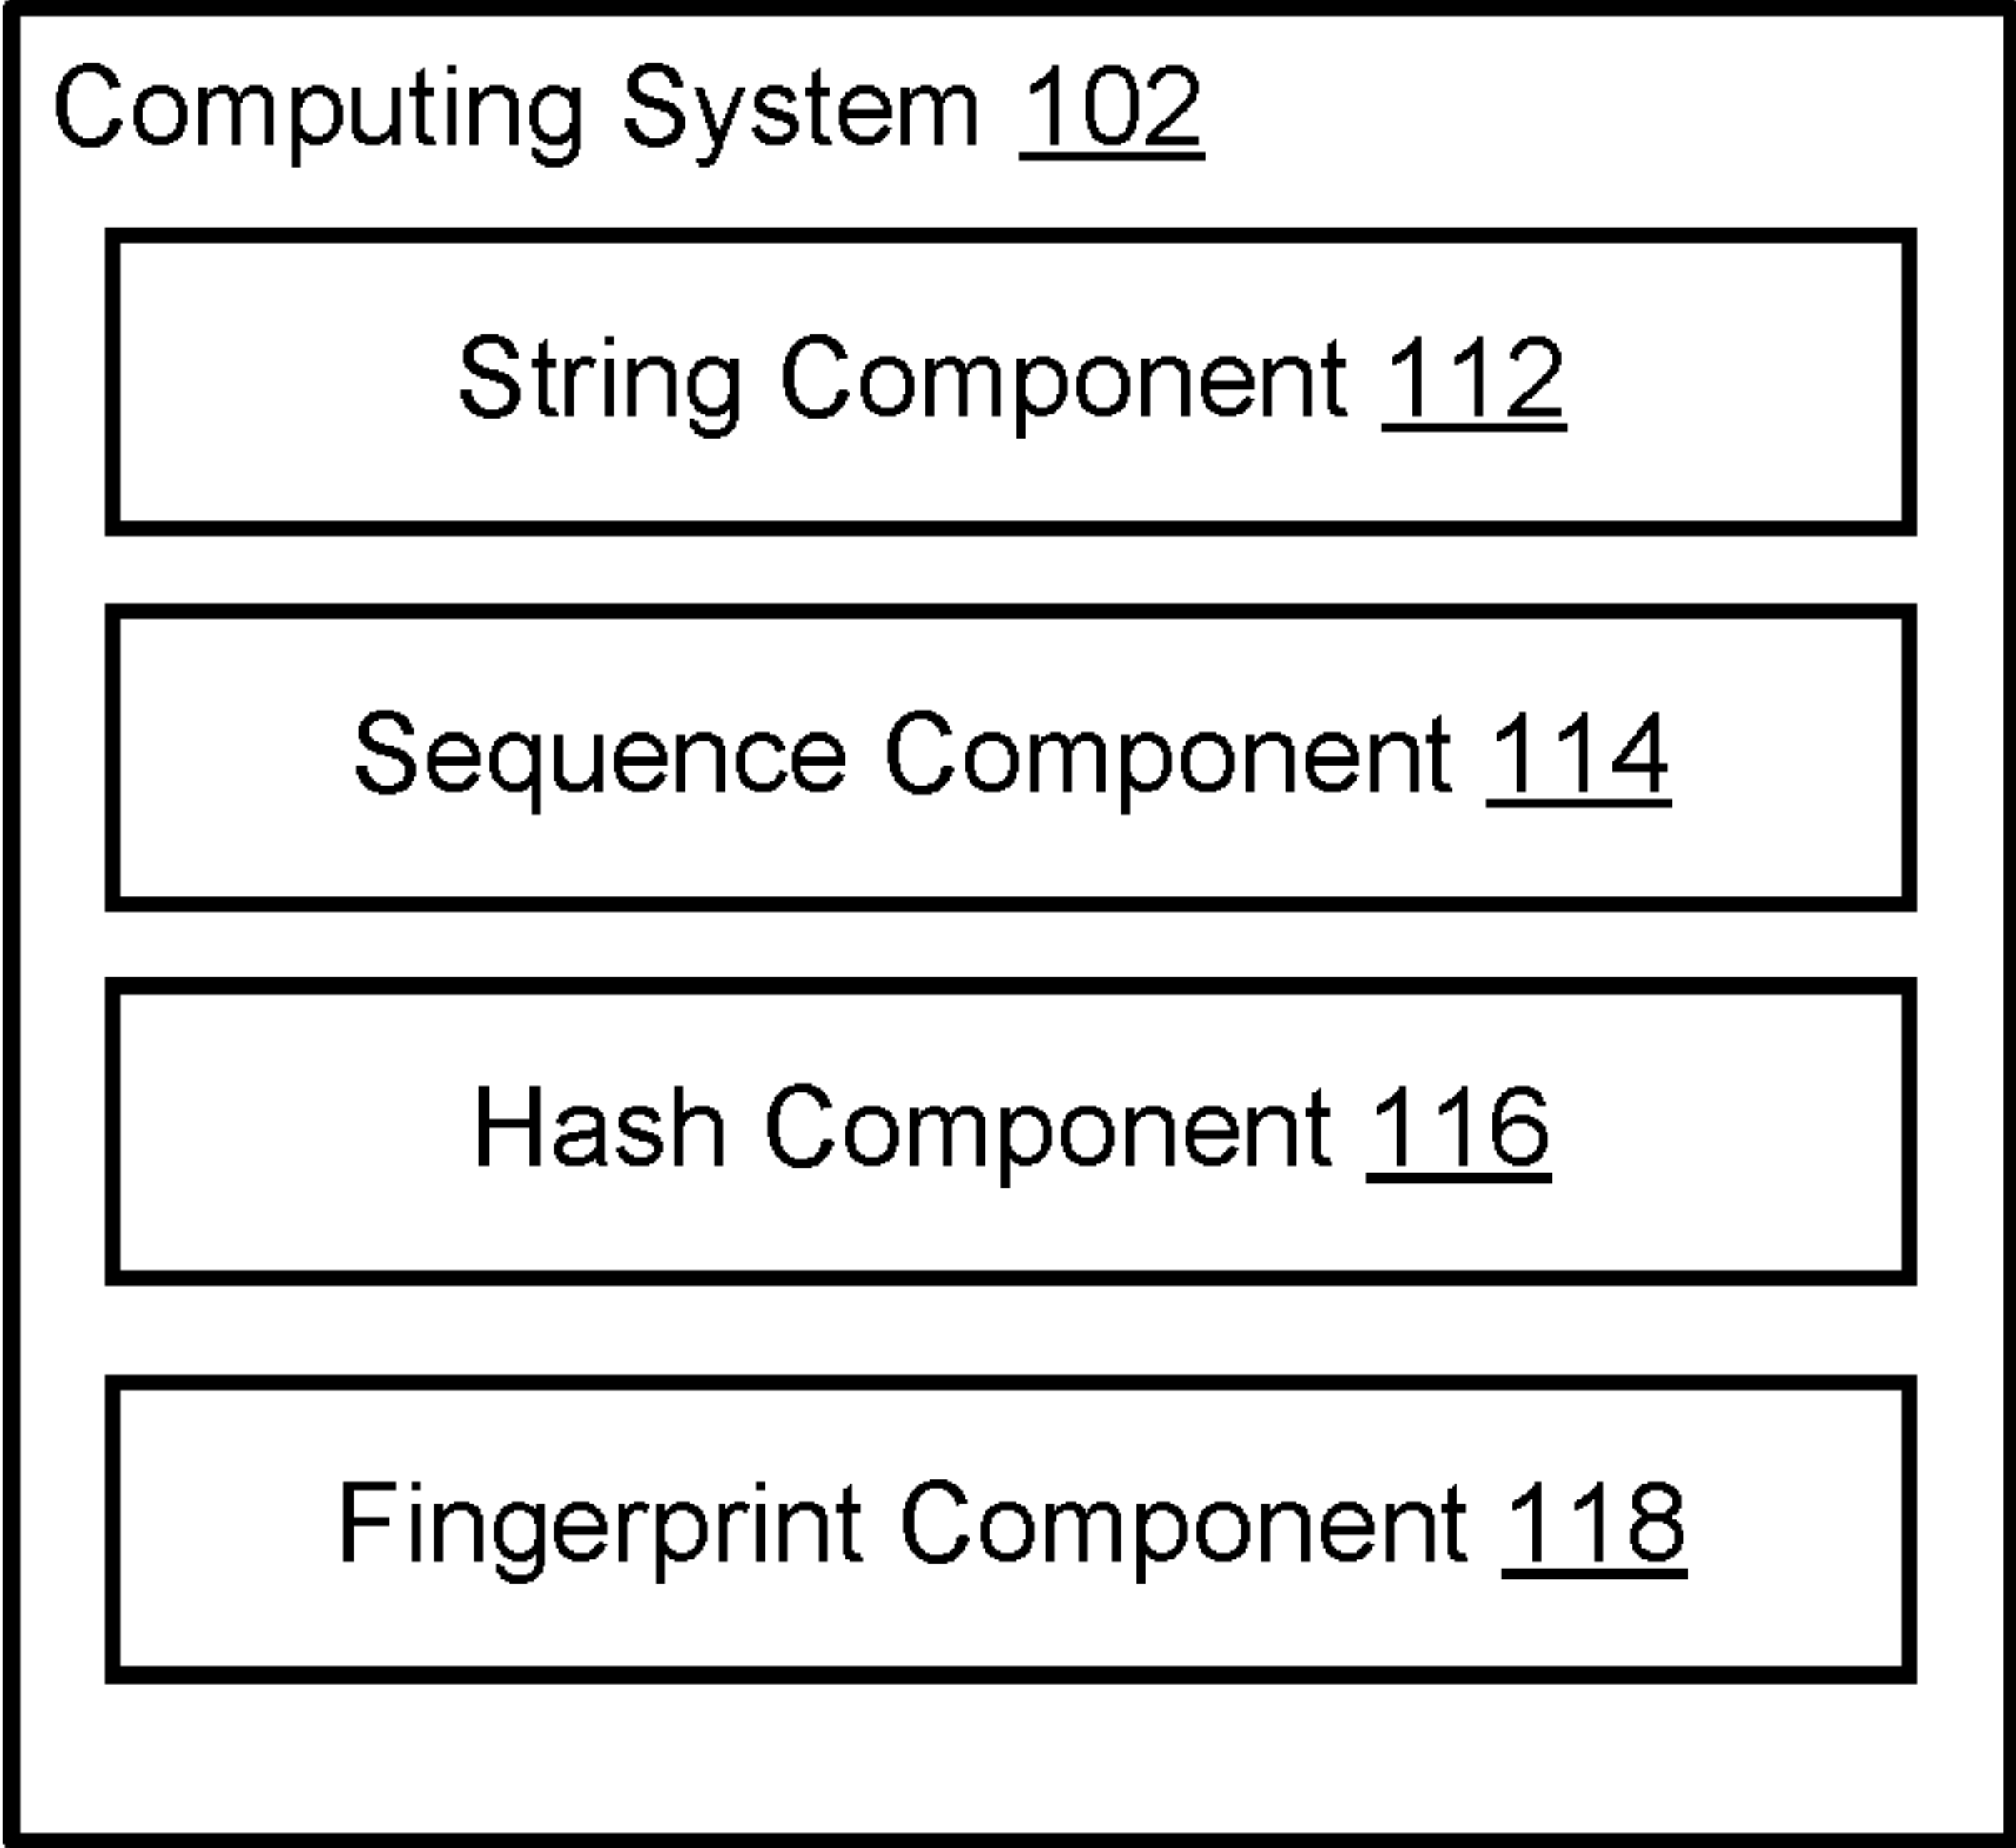 Computing System 102
String Component 112
Sequence Component 114
Hash Component 116
Fingerprint Component 118